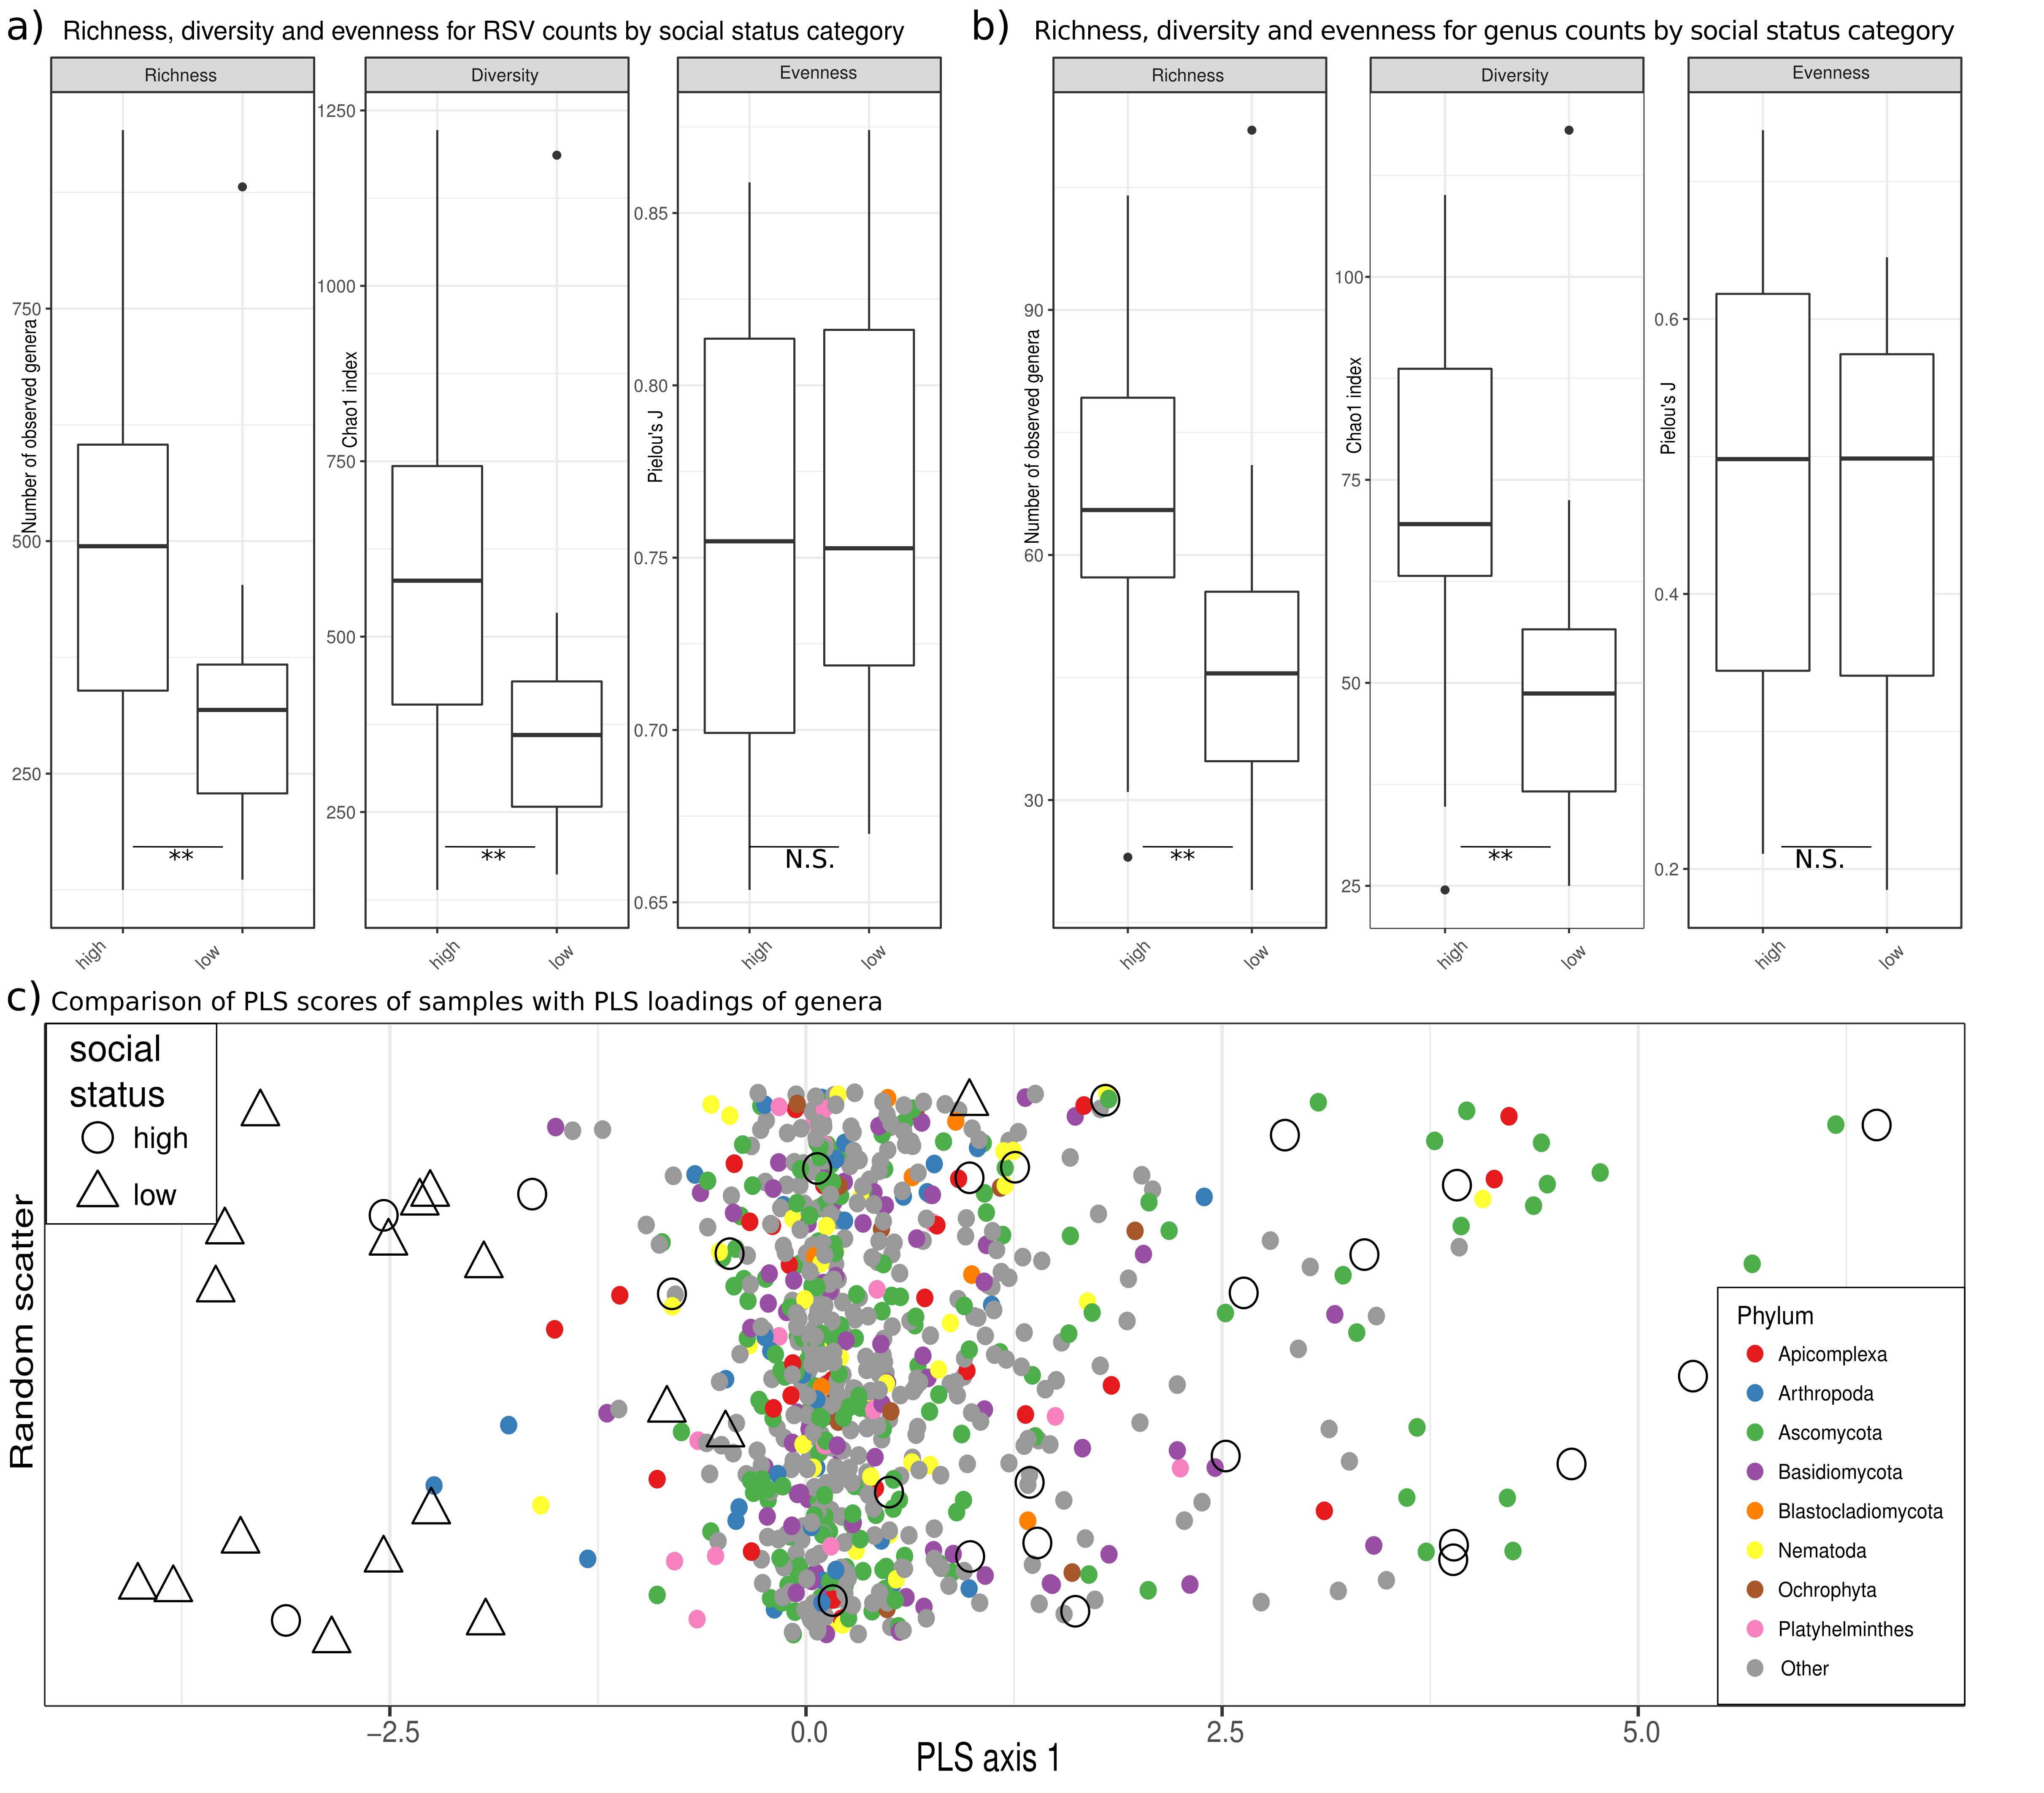 a) Richness, diversity and evenness for RSV counts by social status category
Richness
Diversity
Evenness
Number of observed genera
750
500
250
Chao1 index
1250
1000
750
500
250
Pielou's J
0.85
0.80
0.75
0.70
0.65
**
**
N.S.
high
low
high
low
high
low
b) Richness, diversity and evenness for genus counts by social status category
Richness
Diversity
Evenness
Number of observed genera
90
60
30
Chao1 index
100
75
50
25
Pielou's J
0.6
0.4
0.2
**
**
N.S.
high
low
high
low
high
low
c) Comparison of PLS scores of samples with PLS loadings of genera
social
status
high
low
Random scatter
Phylum
Apicomplexa
Arthropoda
Ascomycota
Basidiomycota
Blastocladiomycota
Nematoda
Ochrophyta
Platyhelminthes
Other
−2.5
0.0
2.5
5.0
PLS axis 1